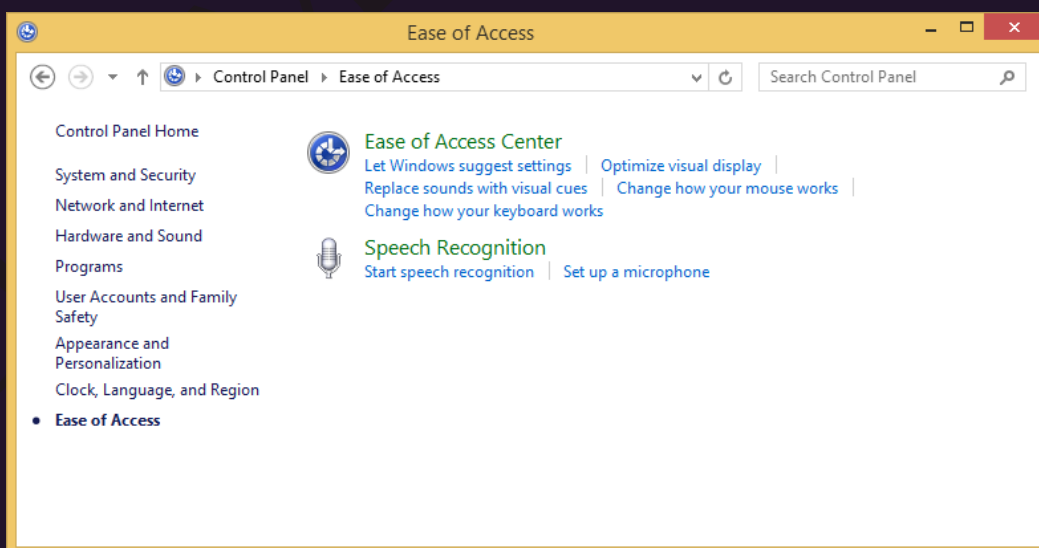 Ease of Access
Control Panel Ease of Access
Search Control Panel
Control Panel Home
System and Security
Network and Internet
Hardware and Sound
Programs
User Accounts and Family
Safety
Appearance and
Personalization
Clock, Language, and Region
Ease of Access
Ease of Access Center
Let Windows suggest settings
Optimize visual display
Replace sounds with visual cues
Change how your mouse works
Change how your keyboard works
Speech Recognition
Start speech recognition
Set up a microphone